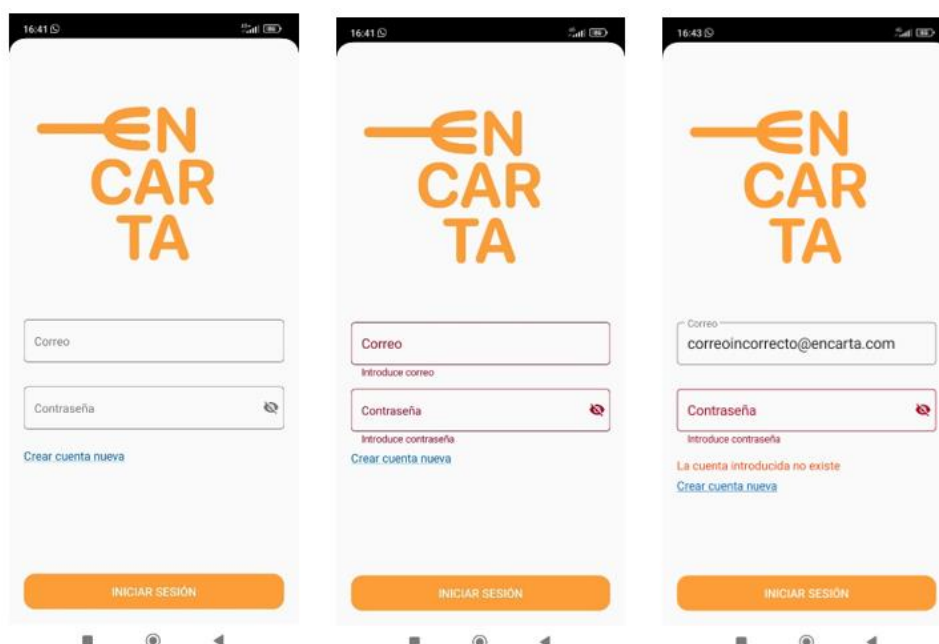 16:41
EN
CAR
TA
Correo
Contraseña
Crear cuenta nueva
INICIAR SESIÓN
16:41
EN
CAR
TA
Correo
Introduce correo
Contraseña
Introduce contraseña
Crear cuenta nueva
INICIAR SESIÓN
16:43
EN
CAR
TA
Correo
correoincorrecto@encarta.com
Contraseña
Introduce contraseña
La cuenta introducida no existe
Crear cuenta nueva
INICIAR SESIÓN